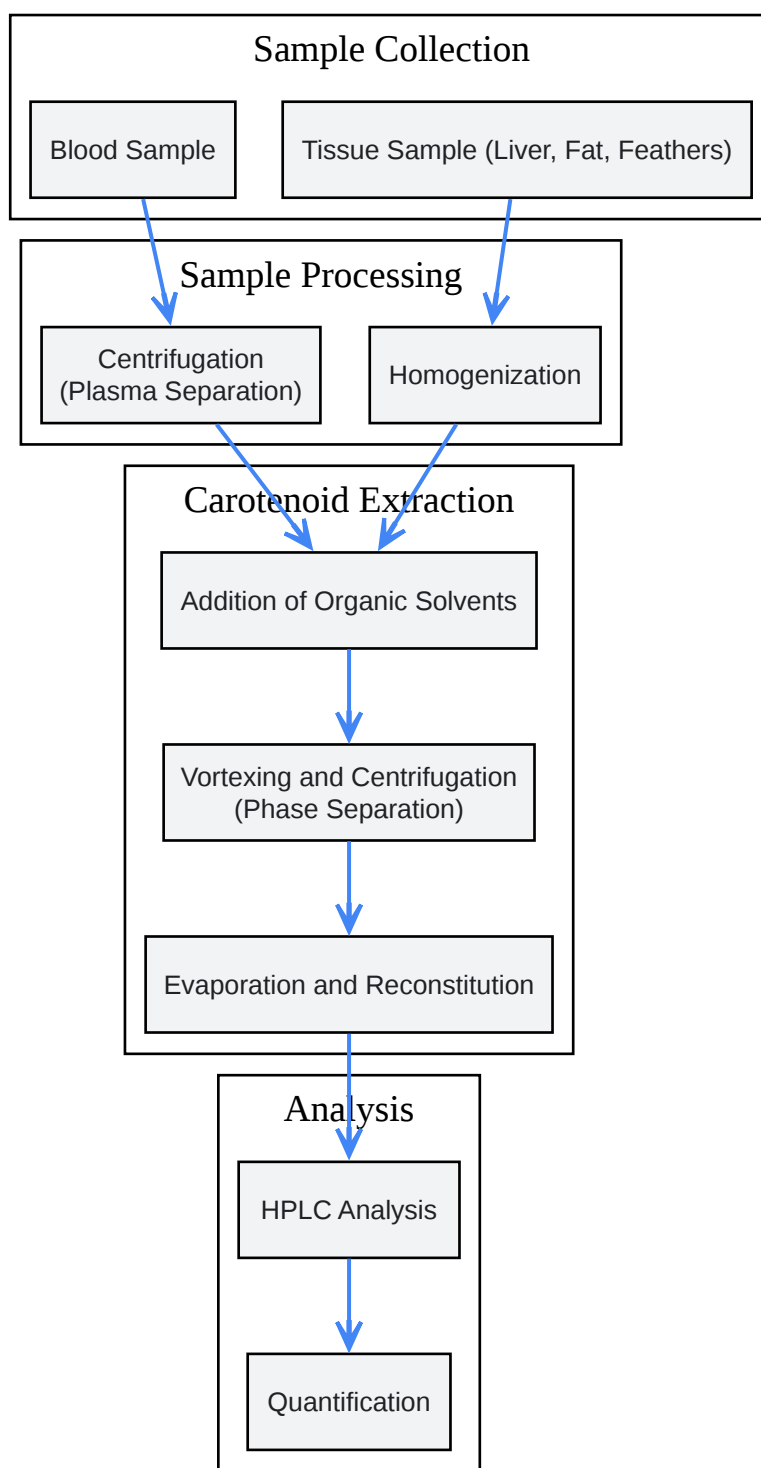 Sample Collection
Blood Sample
Tissue Sample (Liver, Fat, Feathers)
Sample Processing
Centrifugation
(Plasma Separation)
Homogenization
Carotenoid Extraction
Addition of Organic Solvents
Vortexing and Centrifugation
(Phase Separation)
Evaporation and Reconstitution
Analysis
HPLC Analysis
Quantification